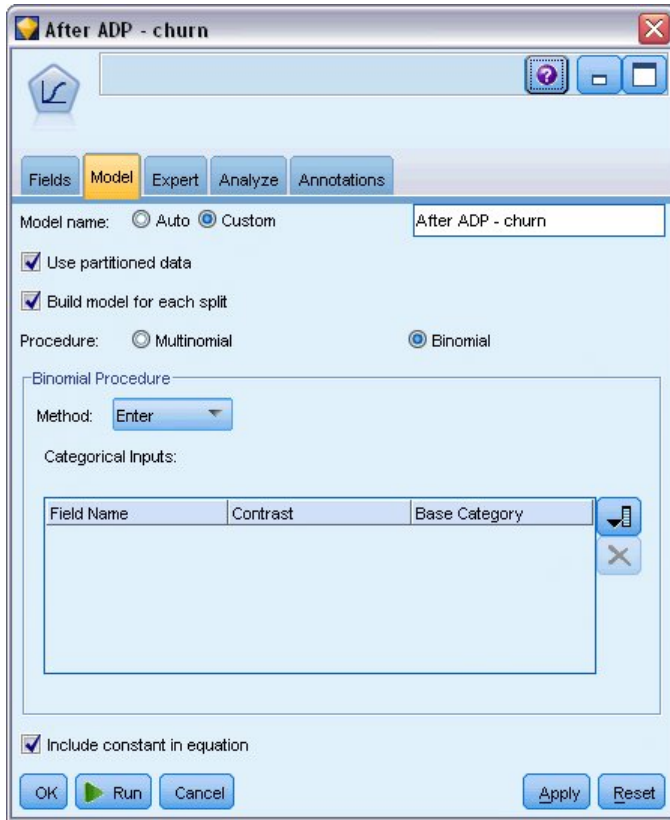 After ADP - churn
Fields Model Expert Analyze Annotations
Model name: Auto Custom After ADP - churn
Use partitioned data
Build model for each split
Procedure: Multinomial Binomial
Binomial Procedure
Method: Enter
Categorical Inputs:
Field Name Contrast Base Category
Include constant in equation
OK Run Cancel Apply Reset